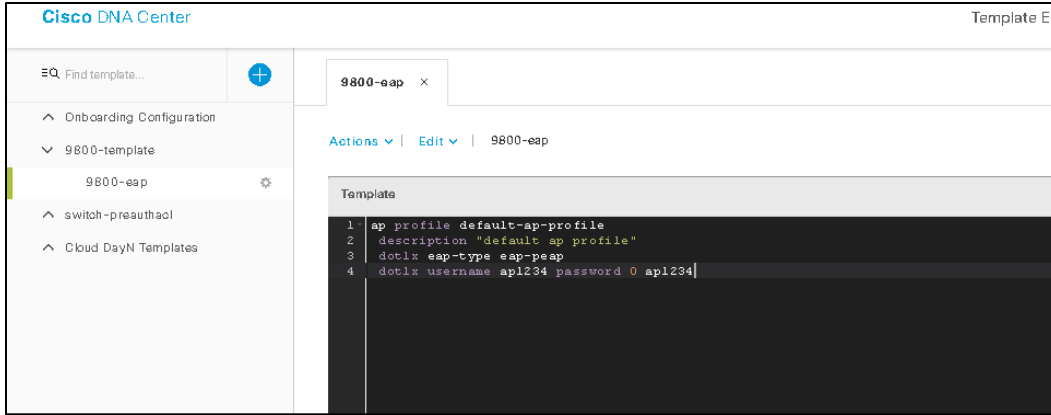 Cisco DNA Center
Template E
Find template...
9800-eap ×
Onboarding Configuration
Actions | Edit | 9800-eap
9800-template
9800-eap
Template
switch-preauthacl
1 ap profile default-ap-profile
2 description "default ap profile"
Cloud DayN Templates
3 dot1x eap-type eap-peap
4 dot1x username ap1234 password 0 ap1234